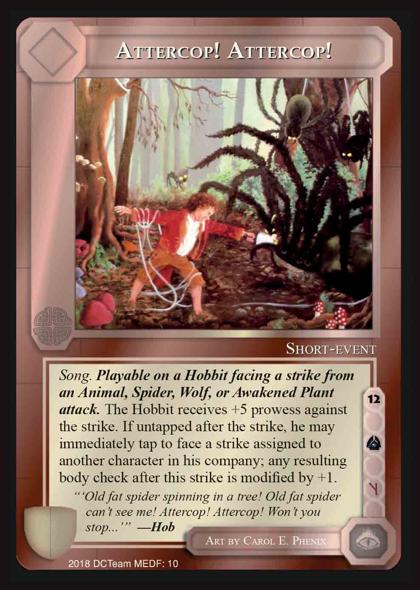 Attercop! Attercop!
Short-event
Song. Playable on a Hobbit facing a strike from
an Animal, Spider, Wolf, or Awakened Plant
attack. The Hobbit receives +5 prowess against
the strike. If untapped after the strike, he may
immediately tap to face a strike assigned to
another character in his company; any resulting
body check after this strike is modified by +1.
“‘Old fat spider spinning in a tree! Old fat spider
can't see me! Attercop! Attercop! Won't you
stop...’” —Hob
12
Art by Carol E. Phenix
2018 DCTeam MEDF: 10